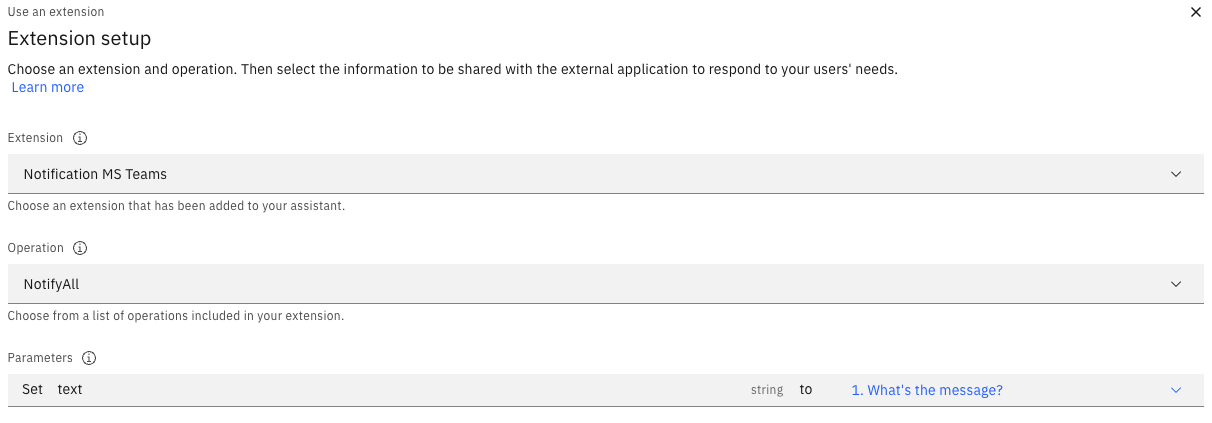 Use an extension
Extension setup
Choose an extension and operation. Then select the information to be shared with the external application to respond to your users' needs.
Learn more
Extension
Notification MS Teams
Choose an extension that has been added to your assistant.
Operation
NotifyAll
Choose from a list of operations included in your extension.
Parameters
Set text string to 1. What's the message?